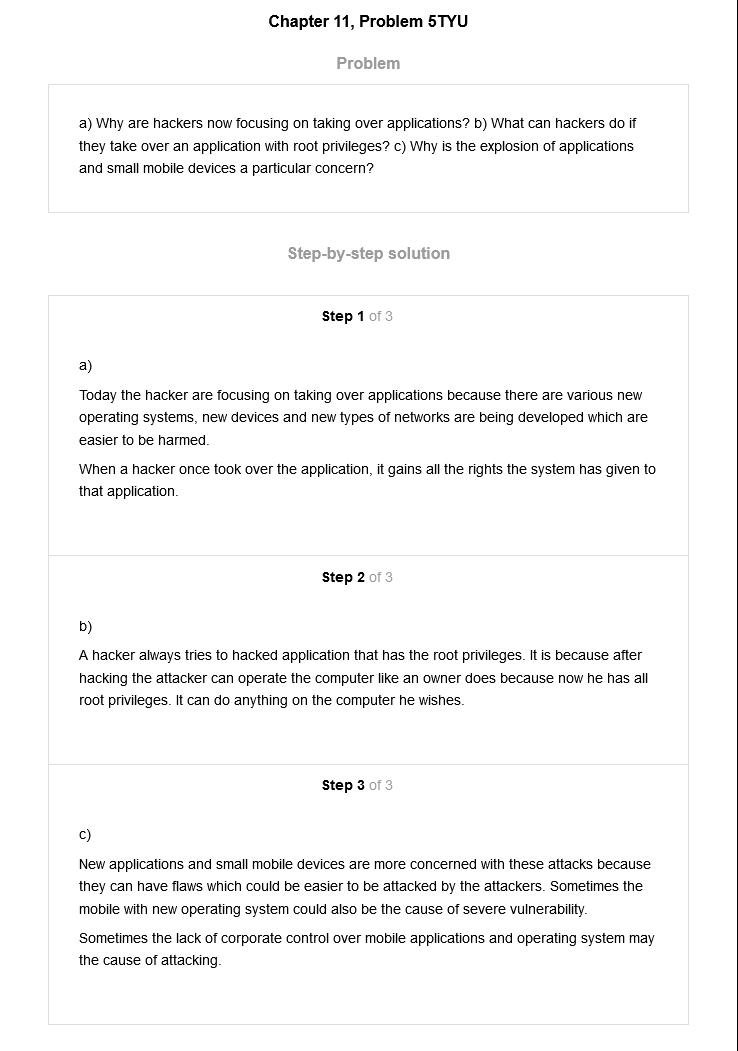 Chapter 11, Problem 5TYU
Problem
a) Why are hackers now focusing on taking over applications? b) What can hackers do if
they take over an application with root privileges? c) Why is the explosion of applications
and small mobile devices a particular concern?
Step-by-step solution
Step 1 of 3
a)
Today the hacker are focusing on taking over applications because there are various new
operating systems, new devices and new types of networks are being developed which are
easier to be harmed.
When a hacker once took over the application, it gains all the rights the system has given to
that application.
Step 2 of 3
b)
A hacker always tries to hacked application that has the root privileges. It is because after
hacking the attacker can operate the computer like an owner does because now he has all
root privileges. It can do anything on the computer he wishes.
Step 3 of 3
c)
New applications and small mobile devices are more concerned with these attacks because
they can have flaws which could be easier to be attacked by the attackers. Sometimes the
mobile with new operating system could also be the cause of severe vulnerability.
Sometimes the lack of corporate control over mobile applications and operating system may
the cause of attacking.